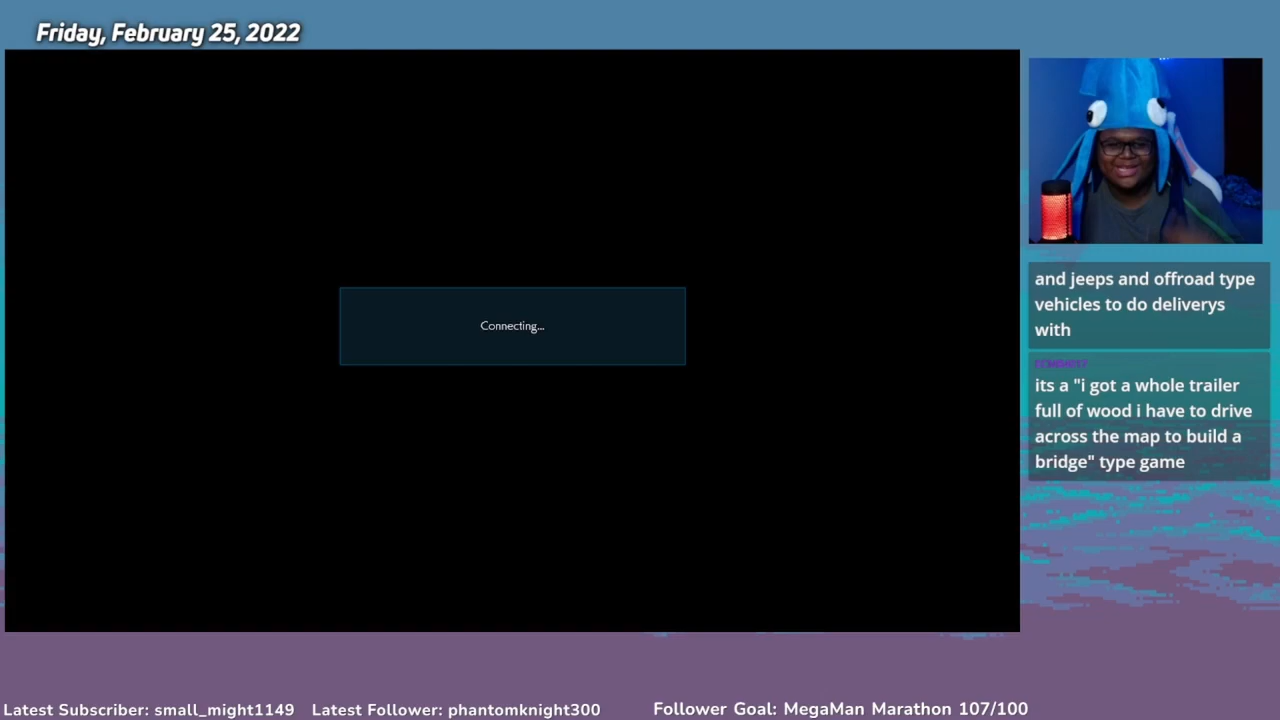 Friday, February 25, 2022
Connecting...
and jeeps and offroad type
vehicles to do deliverys
with
its a "i got a whole trailer
full of wood i have to drive
across the map to build a
bridge" type game
Latest Subscriber: small_might1149
Latest Follower: phantomknight300
Follower Goal: MegaMan Marathon 107/100